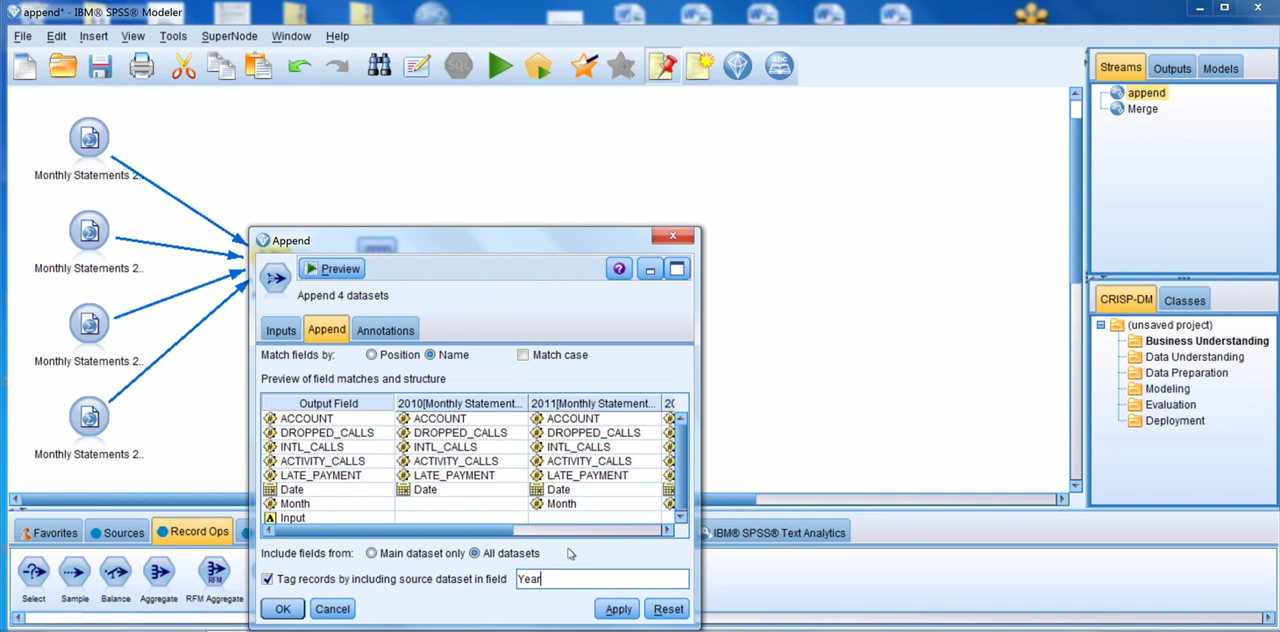 append* - IBM® SPSS® Modeler
File Edit Insert View Tools SuperNode Window Help
SQL
abc
Streams Outputs Models
append
Merge
Monthly Statements 2...
Monthly Statements 2..
Monthly Statements 2..
Monthly Statements 2..
Append
Preview
Append 4 datasets
Inputs Append Annotations
Match fields by: Position Name Match case
Preview of field matches and structure
Output Field 2010[Monthly Statement... 2011[Monthly Statement... 20
ACCOUNT ACCOUNT ACCOUNT
DROPPED_CALLS DROPPED_CALLS DROPPED_CALLS
INTL_CALLS INTL_CALLS INTL_CALLS
ACTIVITY_CALLS ACTIVITY_CALLS ACTIVITY_CALLS
LATE_PAYMENT LATE_PAYMENT LATE_PAYMENT
Date Date Date
Month Month
A Input
Include fields from: Main dataset only All datasets
Tag records by including source dataset in field Year
OK Cancel Apply Reset
CRISP-DM Classes
(unsaved project)
Business Understanding
Data Understanding
Data Preparation
Modeling
Evaluation
Deployment
Favorites Sources Record Ops IBM® SPSS® Text Analytics
RFM
Select Sample Balance Aggregate RFM Aggregate